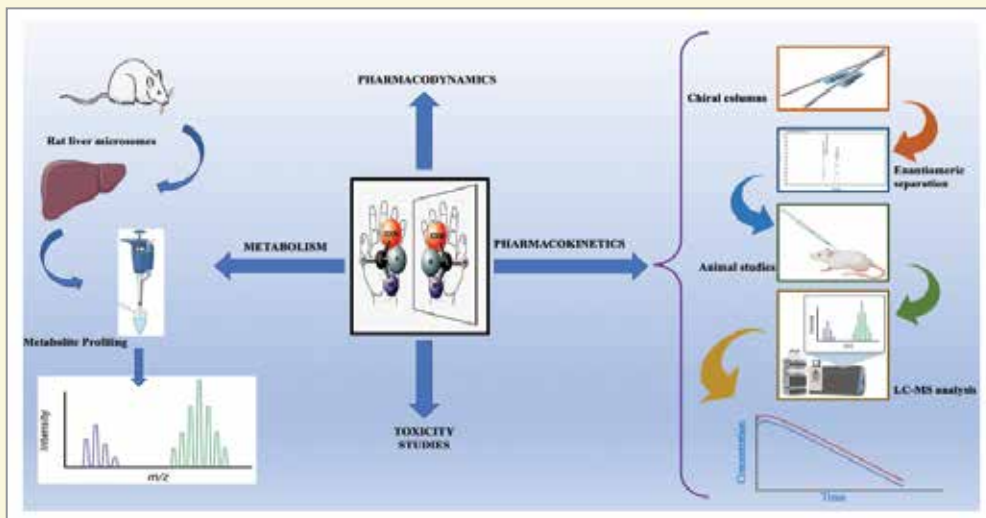 PHARMACODYNAMICS
Rat liver microsomes
METABOLISM
Metabolite Profiling
Intensity
m/z
TOXICITY
STUDIES
PHARMACOKINETICS
Chiral columns
Enantiomeric
separation
Animal studies
LC-MS analysis
Concentration
Time